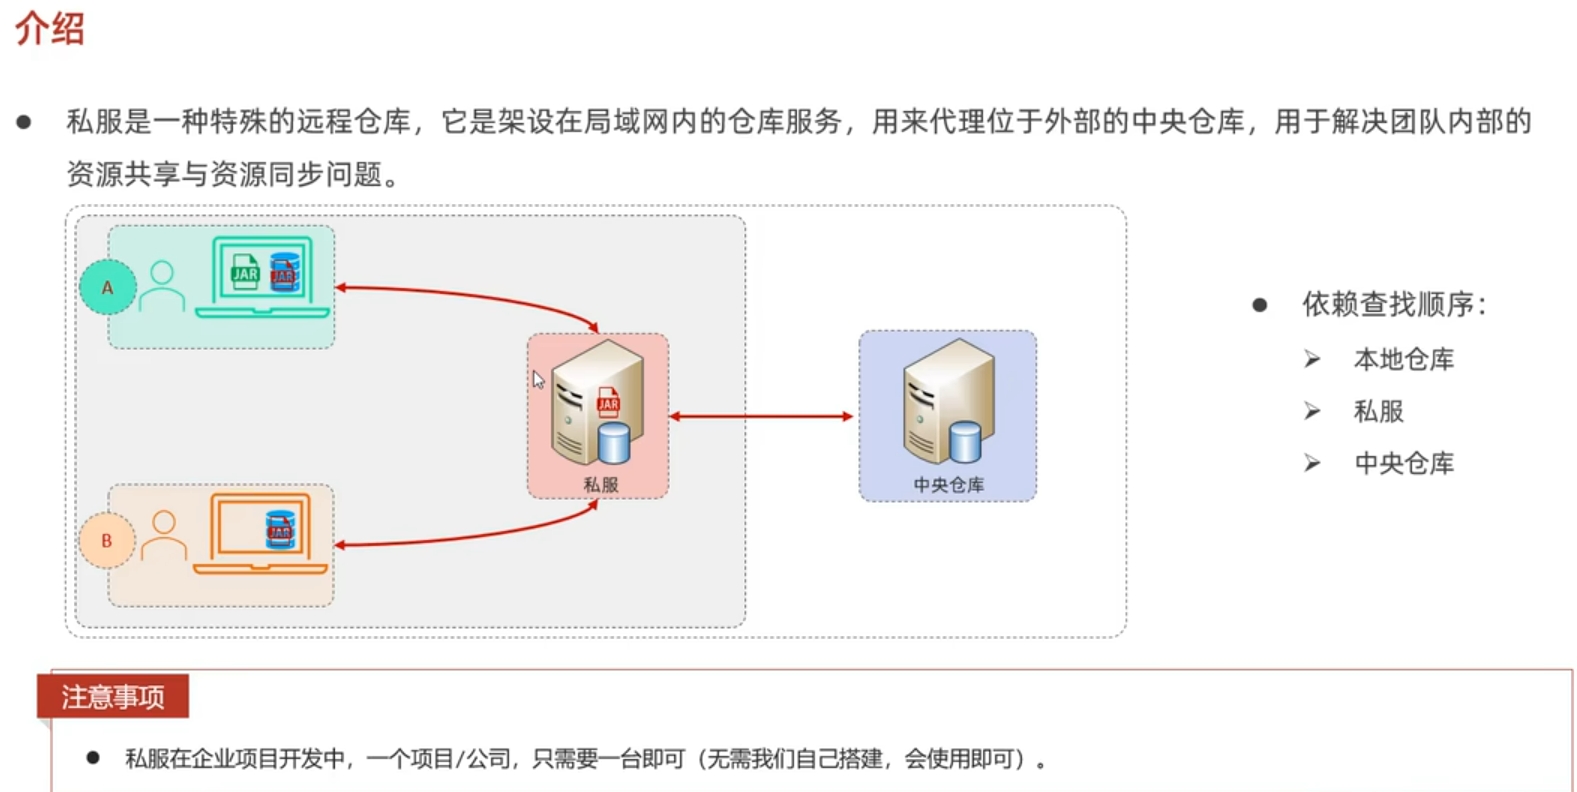 介绍
私服是一种特殊的远程仓库，它是架设在局域网内的仓库服务，用来代理位于外部的中央仓库，用于解决团队内部的
资源共享与资源同步问题。
A
JAR
JAR
JAR
私服
中央仓库
B
JAR
依赖查找顺序：
本地仓库
私服
中央仓库
注意事项
私服在企业项目开发中，一个项目/公司，只需要一台即可（无需我们自己搭建，会使用即可）。